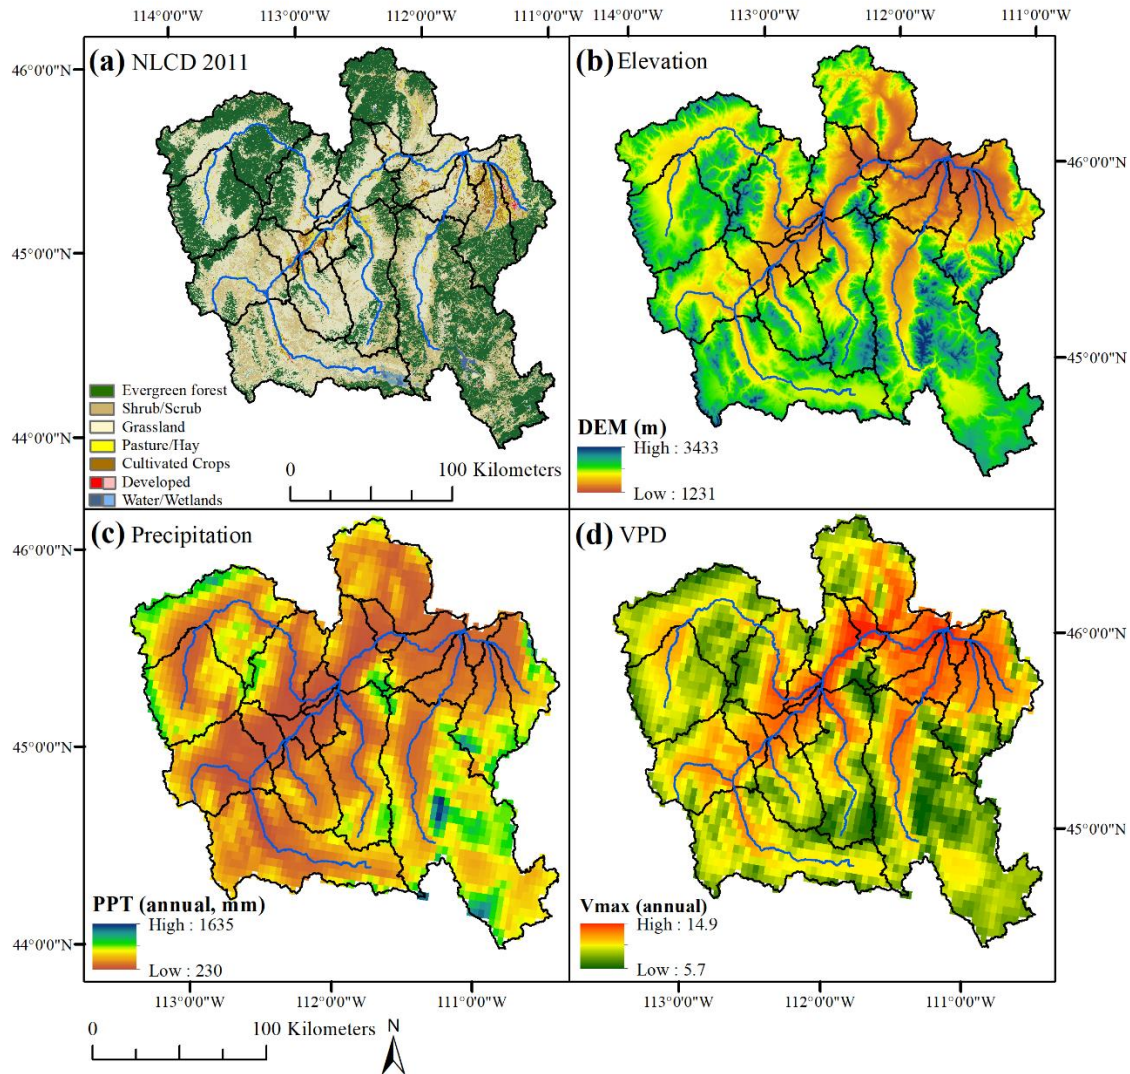 114°0'0"W 113°0'0"W 112°0'0"W 111°0'0"W
114°0'0"W 113°0'0"W 112°0'0"W 111°0'0"W
(a) NLCD 2011
46°0'0"N
45°0'0"N
44°0'0"N
Evergreen forest
Shrub/Scrub
Grassland
Pasture/Hay
Cultivated Crops
Developed
Water/Wetlands
0 100 Kilometers
(b) Elevation
46°0'0"N
45°0'0"N
DEM (m)
High : 3433
Low : 1231
(c) Precipitation
46°0'0"N
45°0'0"N
44°0'0"N
PPT (annual, mm)
High : 1635
Low : 230
(d) VPD
46°0'0"N
45°0'0"N
Vmax (annual)
High : 14.9
Low : 5.7
113°0'0"W 112°0'0"W 111°0'0"W
113°0'0"W 112°0'0"W 111°0'0"W
0 100 Kilometers
N